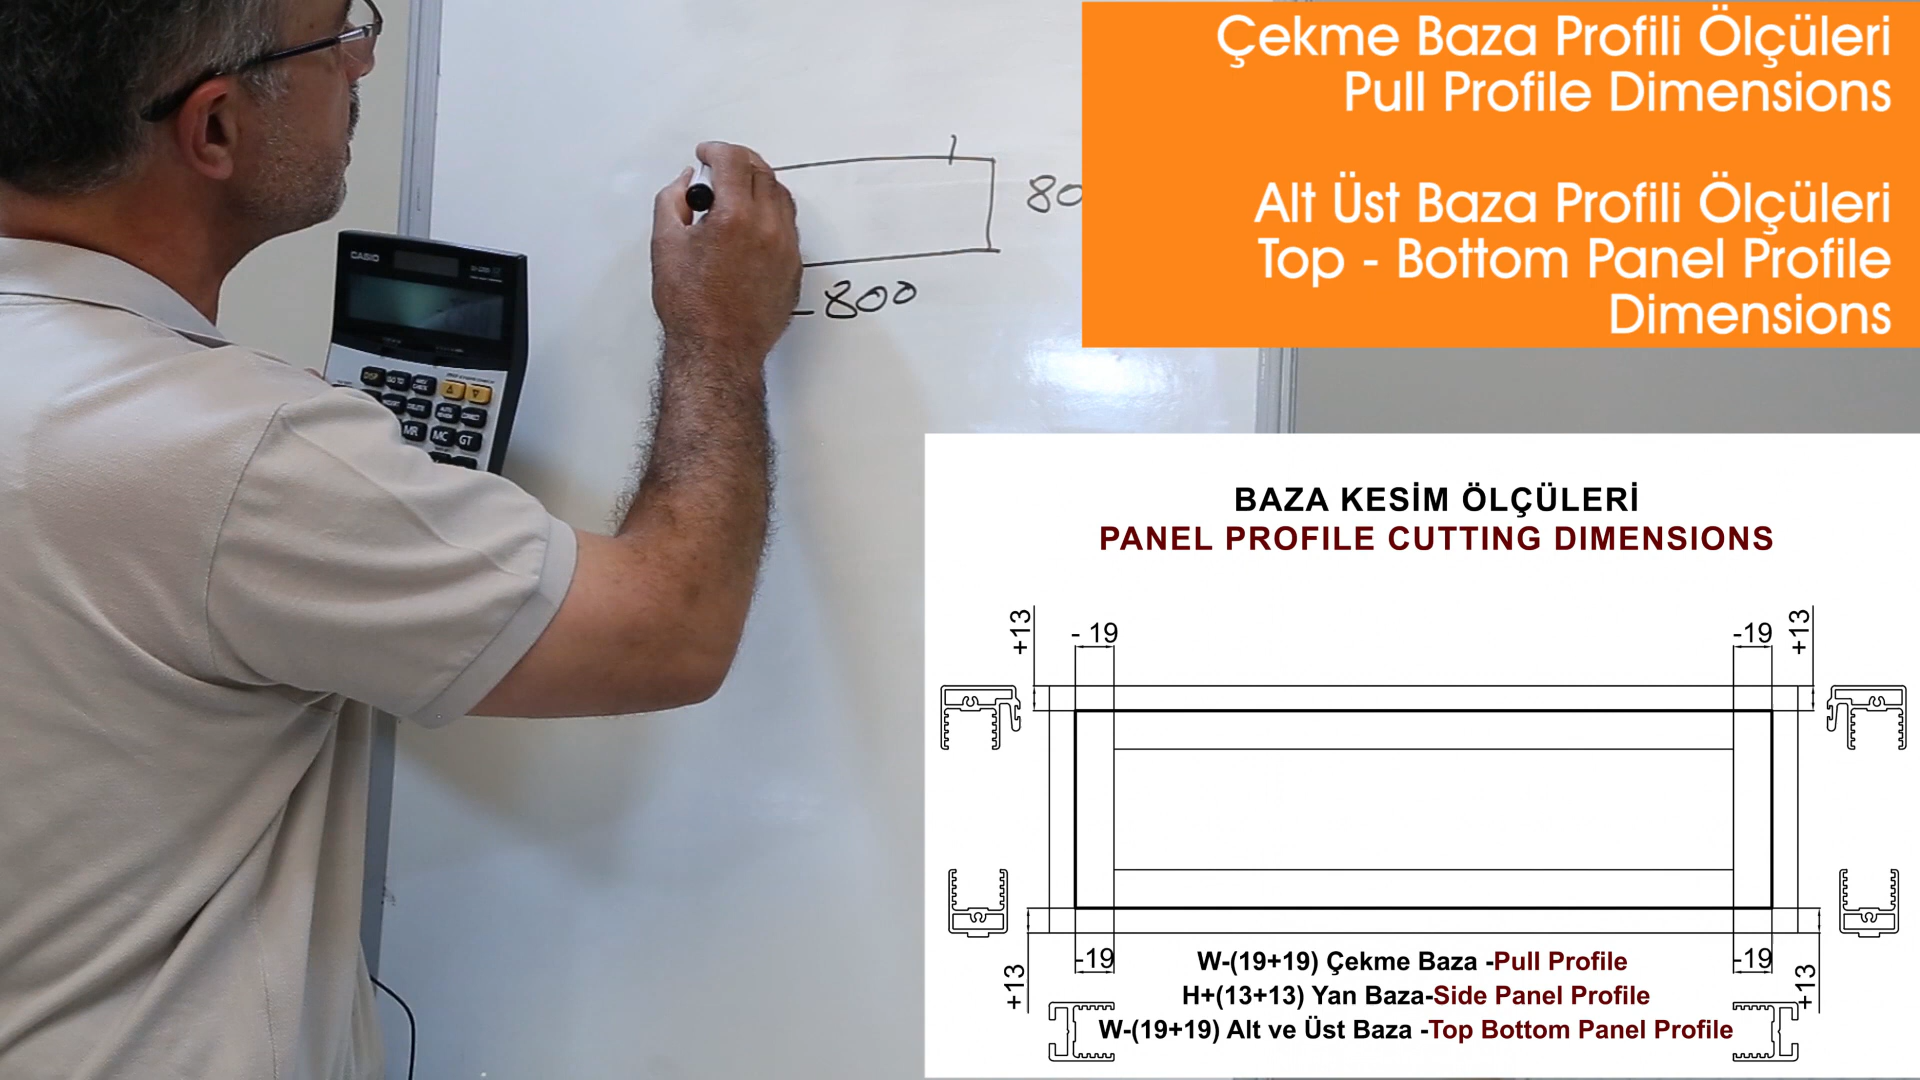 Çekme Baza Profili Ölçüleri
Pull Profile Dimensions
Alt Üst Baza Profili Ölçüleri
Top - Bottom Panel Profile
Dimensions
80
800
CASIO
MR MC GT
BAZA KESİM ÖLÇÜLERİ
PANEL PROFILE CUTTING DIMENSIONS
+13
- 19
-19
+13
-19
-19
+13
+13
W-(19+19) Çekme Baza -Pull Profile
H+(13+13) Yan Baza-Side Panel Profile
W-(19+19) Alt ve Üst Baza -Top Bottom Panel Profile